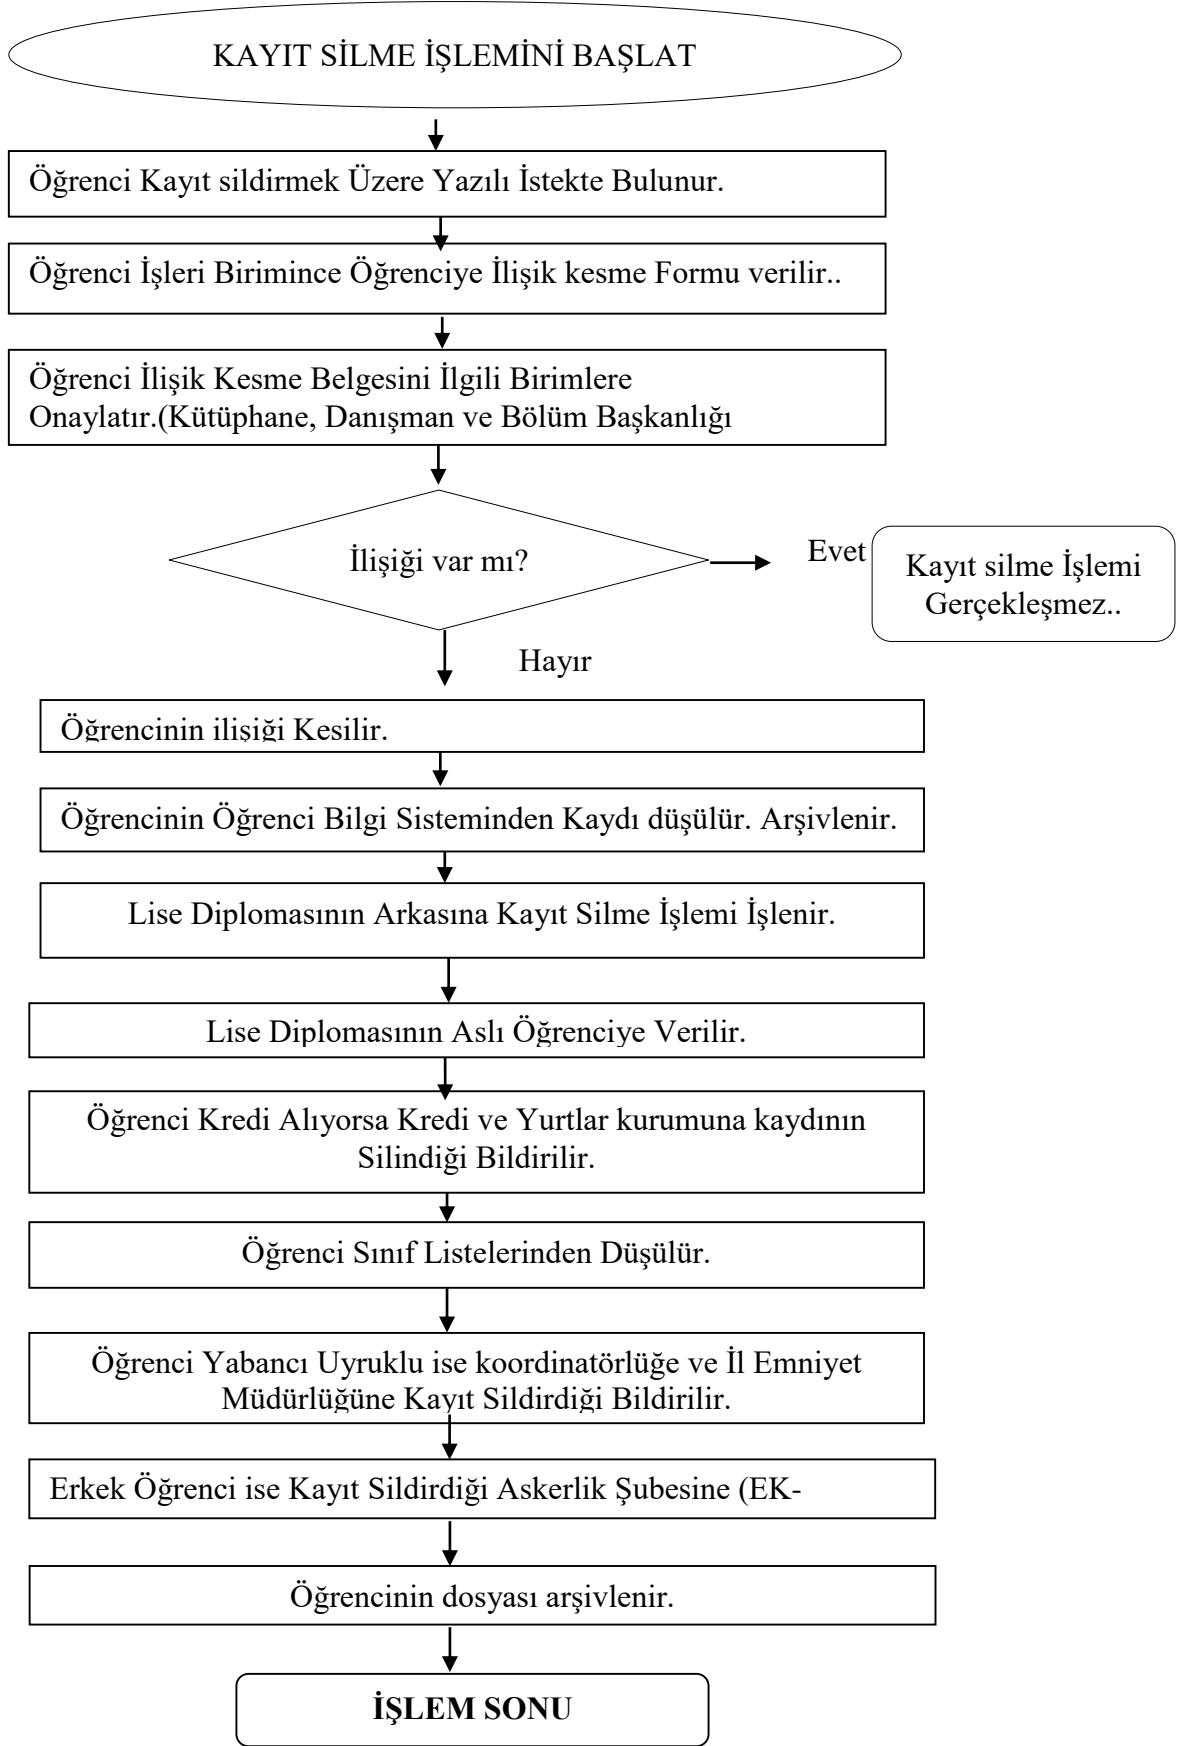 KAYIT SİLME İŞLEMİNİ BAŞLAT
Öğrenci Kayıt sildirmek Üzere Yazılı İstekte Bulunur.
Öğrenci İşleri Birimince Öğrenciye İlişik kesme Formu verilir..
Öğrenci İlişik Kesme Belgesini İlgili Birimlere
Onaylatır.(Kütüphane, Danışman ve Bölüm Başkanlığı
İlişiği var mı?
Evet
Kayıt silme İşlemi
Gerçekleşmez..
Hayır
Öğrencinin ilişiği Kesilir.
Öğrencinin Öğrenci Bilgi Sisteminden Kaydı düşülür. Arşivlenir.
Lise Diplomasının Arkasına Kayıt Silme İşlemi İşlenir.
Lise Diplomasının Aslı Öğrenciye Verilir.
Öğrenci Kredi Alıyorsa Kredi ve Yurtlar kurumuna kaydının
Silindiği Bildirilir.
Öğrenci Sınıf Listelerinden Düşülür.
Öğrenci Yabancı Uyruklu ise koordinatörlüğe ve İl Emniyet
Müdürlüğüne Kayıt Sildirdiği Bildirilir.
Erkek Öğrenci ise Kayıt Sildirdiği Askerlik Şubesine (EK-
Öğrencinin dosyası arşivlenir.
İŞLEM SONU